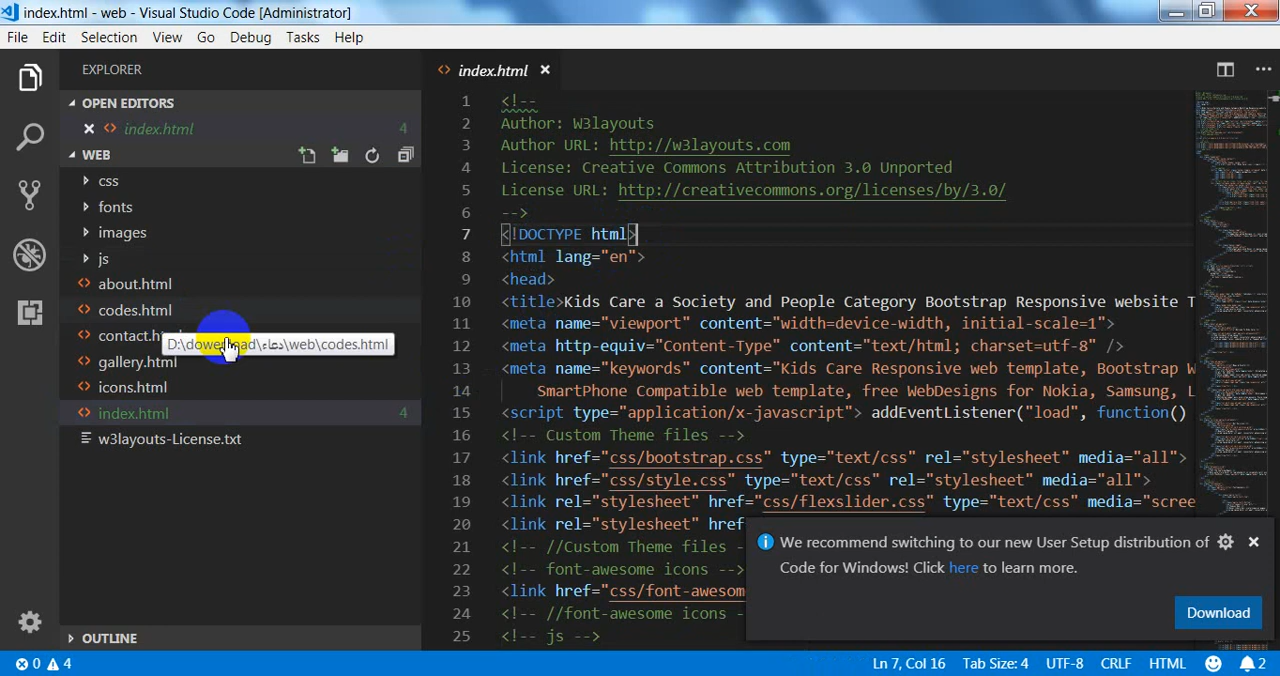 index.html - web - Visual Studio Code [Administrator]
File Edit Selection View Go Debug Tasks Help
EXPLORER
OPEN EDITORS
index.html 4
WEB
css
fonts
images
js
about.html
codes.html
contact.html
D:\dowenload\دعاء\web\codes.html
gallery.html
icons.html
index.html 4
w3layouts-License.txt
OUTLINE
index.html
1 <!--
2 Author: W3layouts
3 Author URL: http://w3layouts.com
4 License: Creative Commons Attribution 3.0 Unported
5 License URL: http://creativecommons.org/licenses/by/3.0/
6 -->
7 <!DOCTYPE html>
8 <html lang="en">
9 <head>
10 <title>Kids Care a Society and People Category Bootstrap Responsive website T
11 <meta name="viewport" content="width=device-width, initial-scale=1">
12 <meta http-equiv="Content-Type" content="text/html; charset=utf-8" />
13 <meta name="keywords" content="Kids Care Responsive web template, Bootstrap W
14 SmartPhone Compatible web template, free WebDesigns for Nokia, Samsung, L
15 <script type="application/x-javascript"> addEventListener("load", function()
16 <!-- Custom Theme files -->
17 <link href="css/bootstrap.css" type="text/css" rel="stylesheet" media="all">
18 <link href="css/style.css" type="text/css" rel="stylesheet" media="all">
19 <link rel="stylesheet" href="css/flexslider.css" type="text/css" media="scree
20 <link rel="stylesheet" href
21 <!-- //Custom Theme files -
22 <!-- font-awesome icons -->
23 <link href="css/font-awesom
24 <!-- //font-awesome icons -
25 <!-- js -->
We recommend switching to our new User Setup distribution of
Code for Windows! Click here to learn more.
Download
0 4 Ln 7, Col 16 Tab Size: 4 UTF-8 CRLF HTML 2